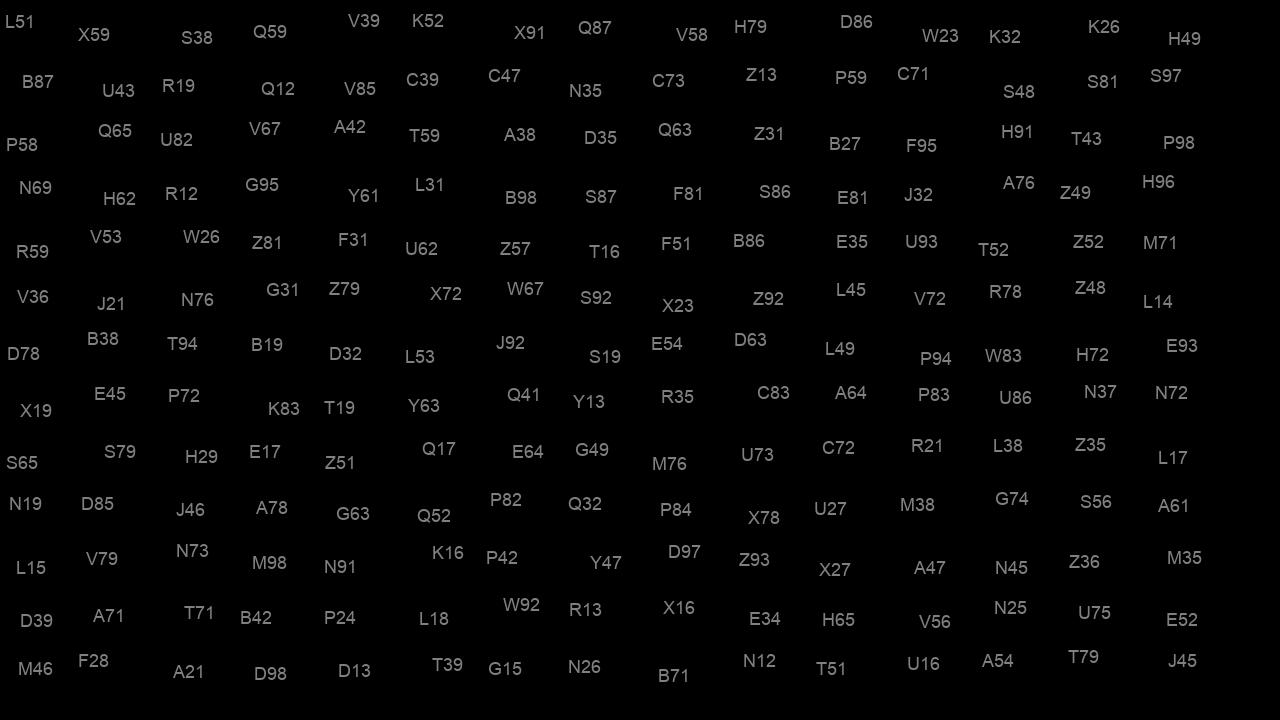 L51 X59 S38 Q59 V39 K52 X91 Q87 V58 H79 D86 W23 K32 K26 H49
B87 U43 R19 Q12 V85 C39 C47 N35 C73 Z13 P59 C71 S48 S81 S97
P58 Q65 U82 V67 A42 T59 A38 D35 Q63 Z31 B27 F95 H91 T43 P98
N69 H62 R12 G95 Y61 L31 B98 S87 F81 S86 E81 J32 A76 Z49 H96
R59 V53 W26 Z81 F31 U62 Z57 T16 F51 B86 E35 U93 T52 Z52 M71
V36 J21 N76 G31 Z79 X72 W67 S92 X23 Z92 L45 V72 R78 Z48 L14
D78 B38 T94 B19 D32 L53 J92 S19 E54 D63 L49 P94 W83 H72 E93
X19 E45 P72 K83 T19 Y63 Q41 Y13 R35 C83 A64 P83 U86 N37 N72
S65 S79 H29 E17 Z51 Q17 E64 G49 M76 U73 C72 R21 L38 Z35 L17
N19 D85 J46 A78 G63 Q52 P82 Q32 P84 X78 U27 M38 G74 S56 A61
L15 V79 N73 M98 N91 K16 P42 Y47 D97 Z93 X27 A47 N45 Z36 M35
D39 A71 T71 B42 P24 L18 W92 R13 X16 E34 H65 V56 N25 U75 E52
M46 F28 A21 D98 D13 T39 G15 N26 B71 N12 T51 U16 A54 T79 J45